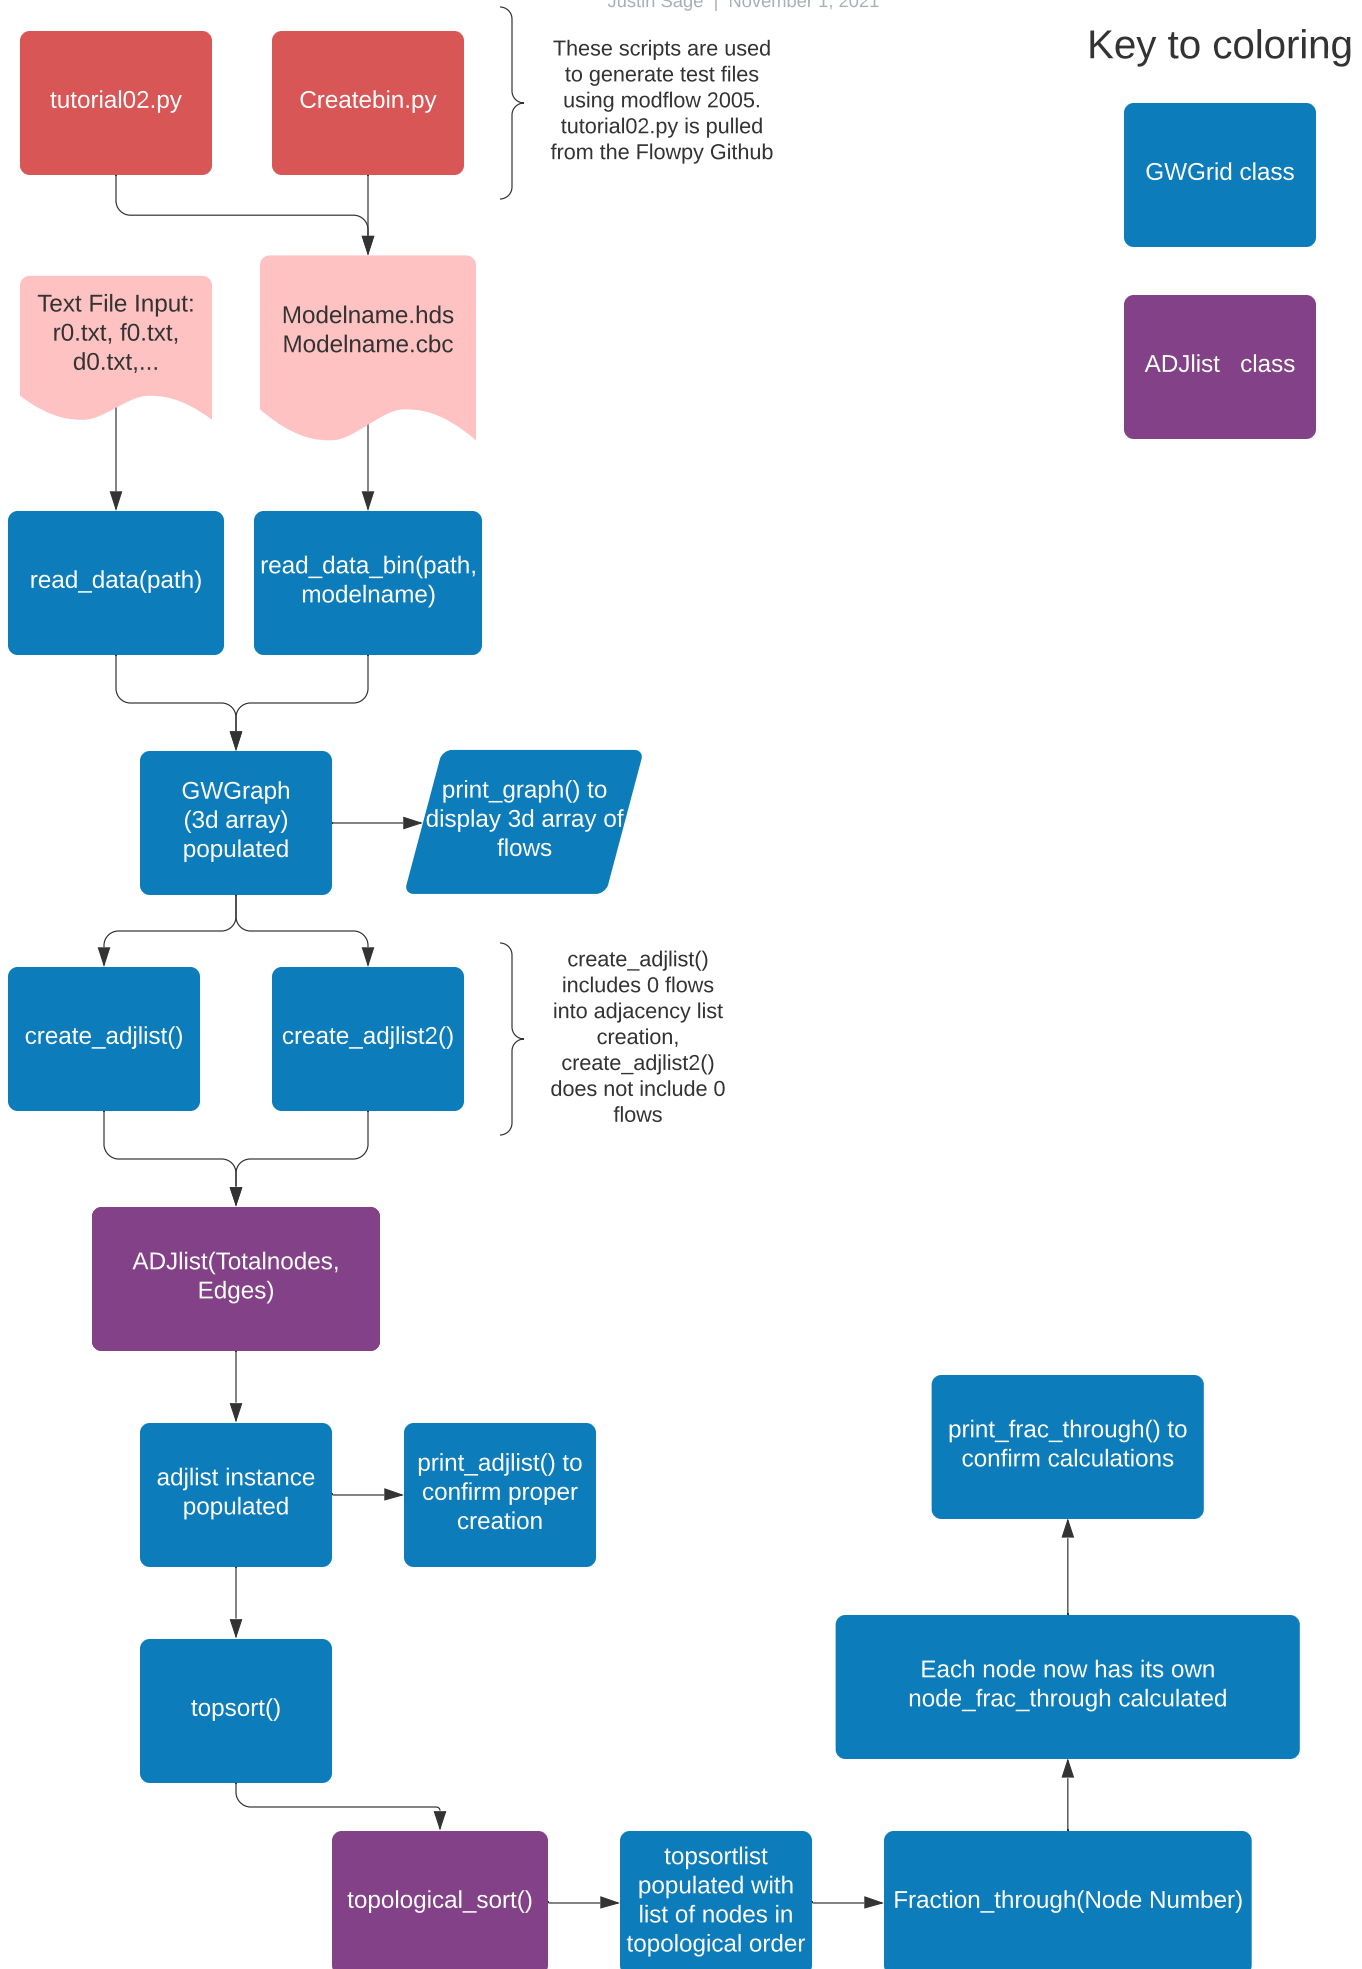 Justin Sage | November 1, 2021
Key to coloring
tutorial02.py
Createbin.py
These scripts are used
to generate test files
using modflow 2005.
tutorial02.py is pulled
from the Flowpy Github
GWGrid class
ADJlist class
Text File Input:
r0.txt, f0.txt,
d0.txt,...
Modelname.hds
Modelname.cbc
read_data(path)
read_data_bin(path,
modelname)
GWGraph
(3d array)
populated
print_graph() to
display 3d array of
flows
create_adjlist()
create_adjlist2()
create_adjlist()
includes 0 flows
into adjacency list
creation,
create_adjlist2()
does not include 0
flows
ADJlist(Totalnodes,
Edges)
adjlist instance
populated
print_adjlist() to
confirm proper
creation
print_frac_through() to
confirm calculations
topsort()
Each node now has its own
node_frac_through calculated
topological_sort()
topsortlist
populated with
list of nodes in
topological order
Fraction_through(Node Number)